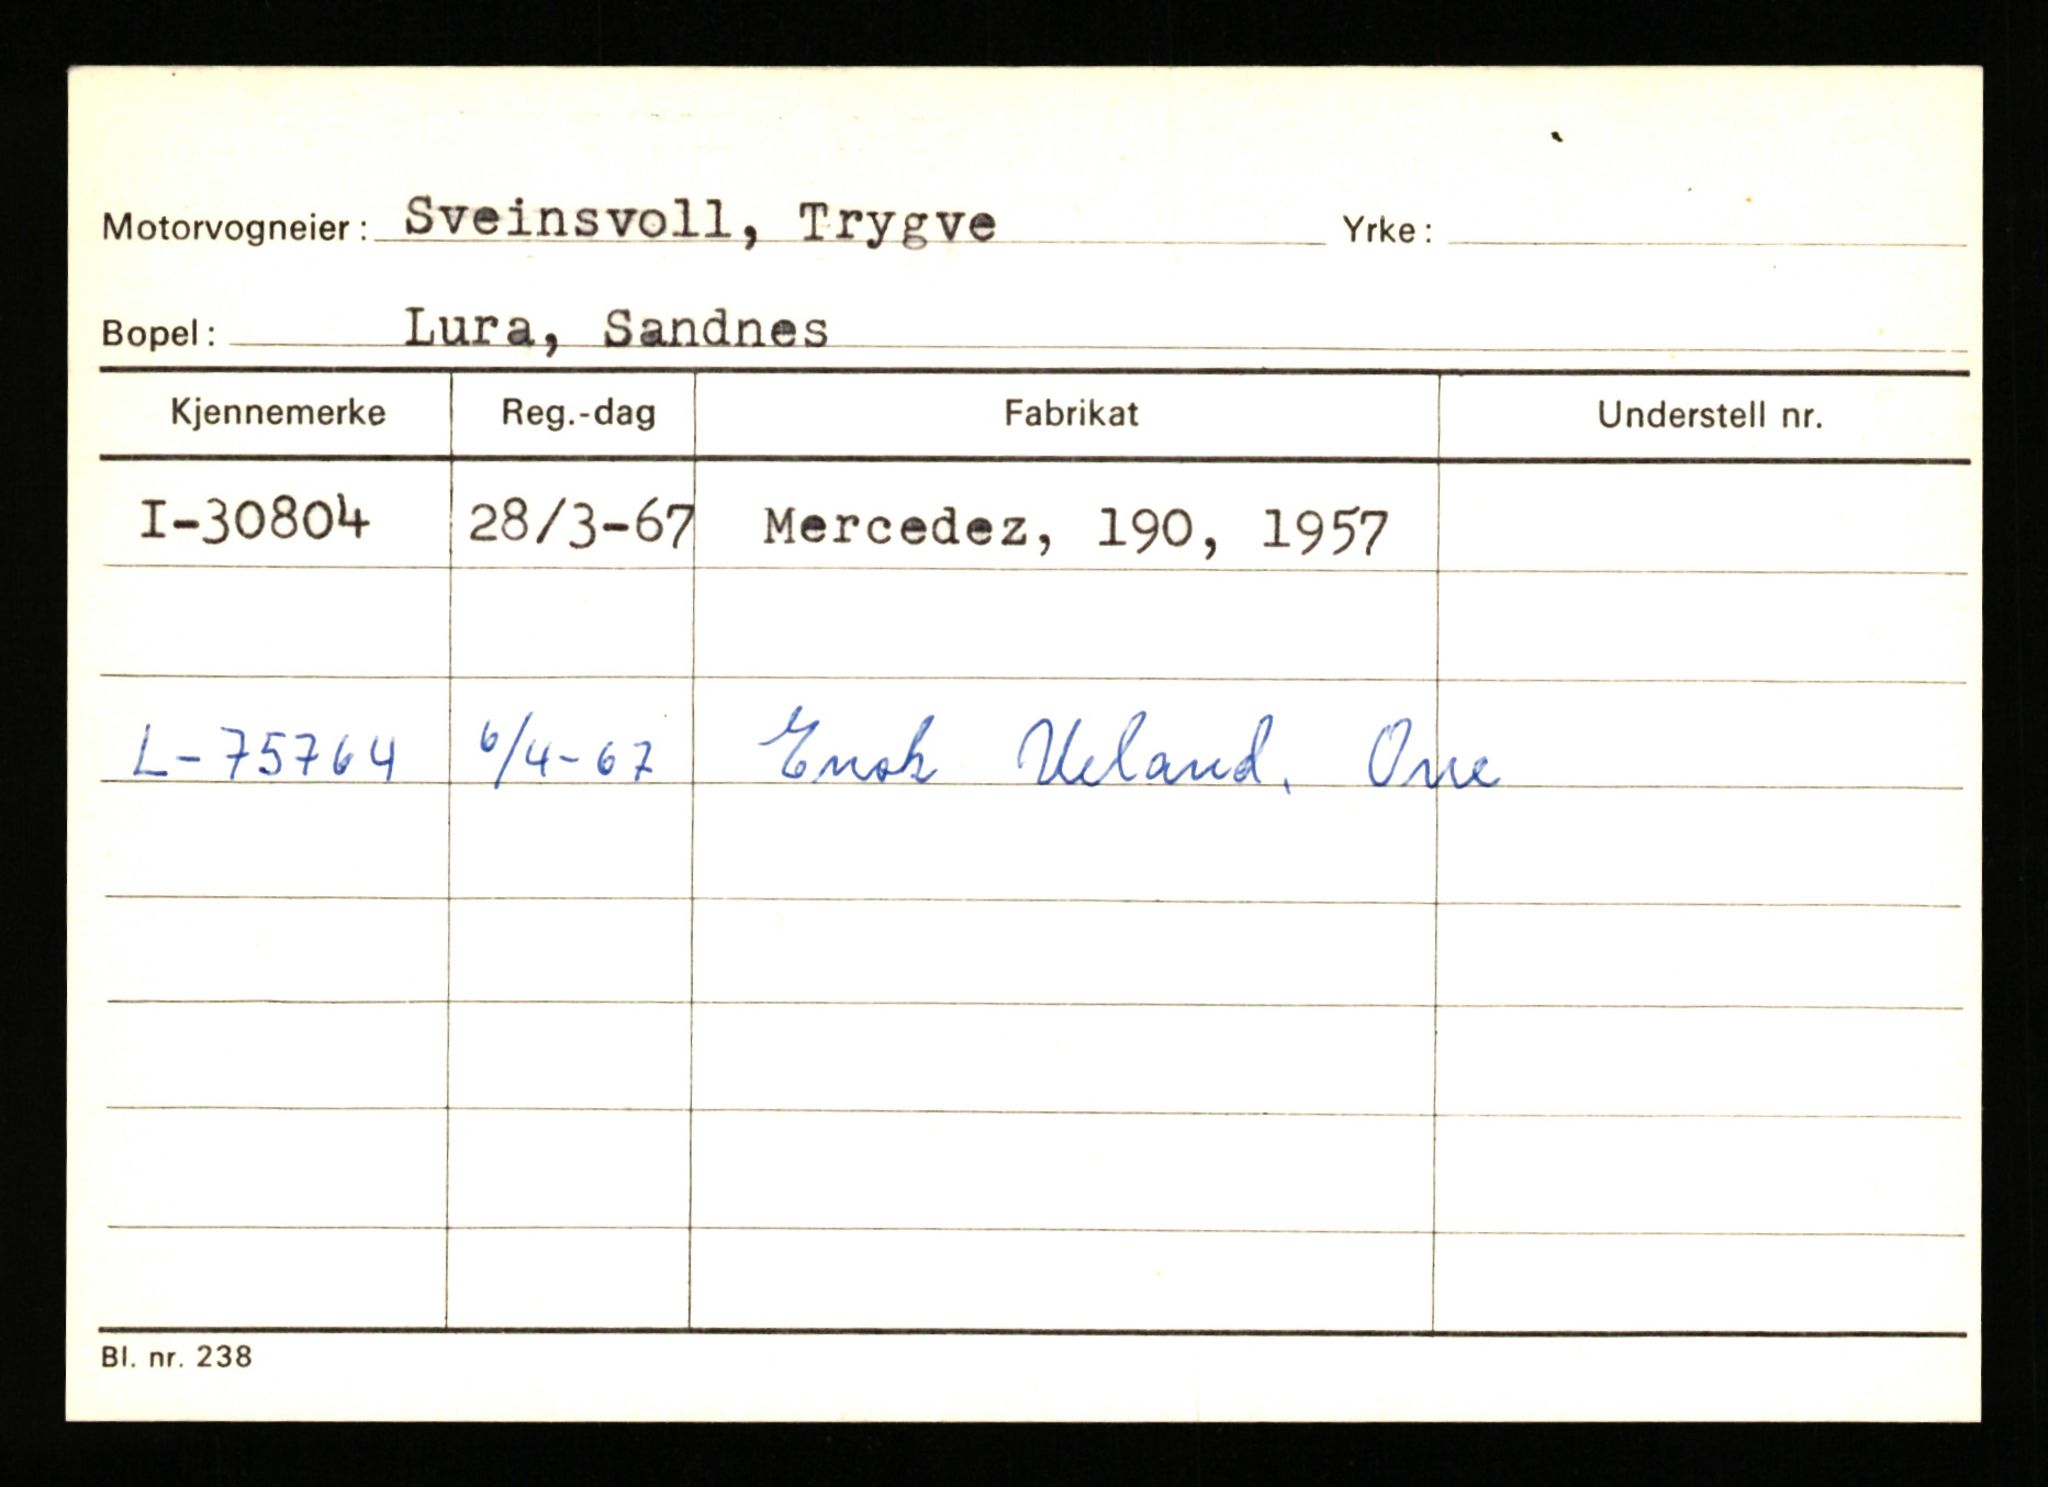 Motorvogneier: Sveinsvoll, Trygve Yrke:
Bopel: Lura, Sandnes
Kjennemerke Reg.-dag Fabrikat Understell nr.
I-30804 28/3-67 Mercedez, 190, 1957
L-75764 6/4-67 Enok Ueland, Orre
Bl. nr. 238